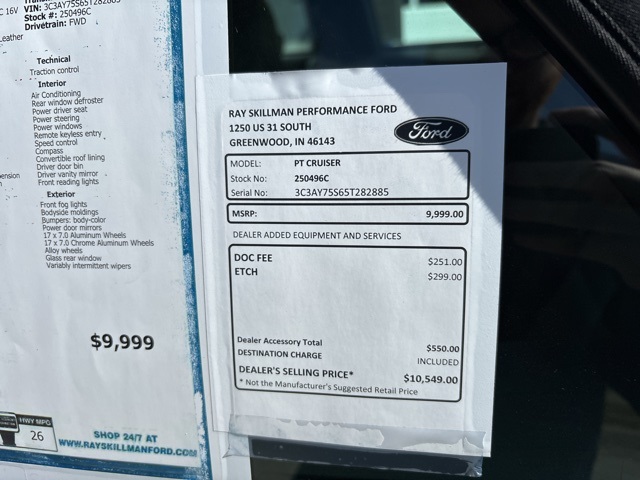 C 16V VIN: 3C3AY75S65T282885
Stock #: 250496C
Drivetrain: FWD
Leather
Technical
Traction control
Interior
Air Conditioning
Rear window defroster
Power driver seat
Power steering
Power windows
Remote keyless entry
Speed control
Compass
Convertible roof lining
Driver door bin
Driver vanity mirror
Front reading lights
Exterior
Front fog lights
Bodyside moldings
Bumpers: body-color
Power door mirrors
17 x 7.0 Aluminum Wheels
17 x 7.0 Chrome Aluminum Wheels
Alloy wheels
Glass rear window
Variably intermittent wipers
$9,999
HWY MPG
26
SHOP 24/7 AT
WWW.RAYSKILLMANFORD.COM
RAY SKILLMAN PERFORMANCE FORD
1250 US 31 SOUTH
GREENWOOD, IN 46143
Ford
MODEL: PT CRUISER
Stock No: 250496C
Serial No: 3C3AY75S65T282885
MSRP: 9,999.00
DEALER ADDED EQUIPMENT AND SERVICES
DOC FEE $251.00
ETCH $299.00
Dealer Accessory Total $550.00
DESTINATION CHARGE INCLUDED
DEALER'S SELLING PRICE* $10,549.00
* Not the Manufacturer's Suggested Retail Price